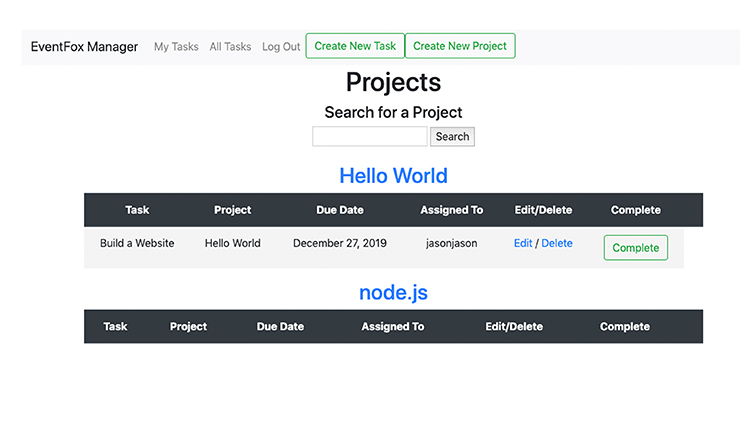 EventFox Manager My Tasks All Tasks Log Out Create New Task Create New Project
Projects
Search for a Project
Search
Hello World
Task Project Due Date Assigned To Edit/Delete Complete
Build a Website Hello World December 27, 2019 jasonjason Edit / Delete Complete
node.js
Task Project Due Date Assigned To Edit/Delete Complete